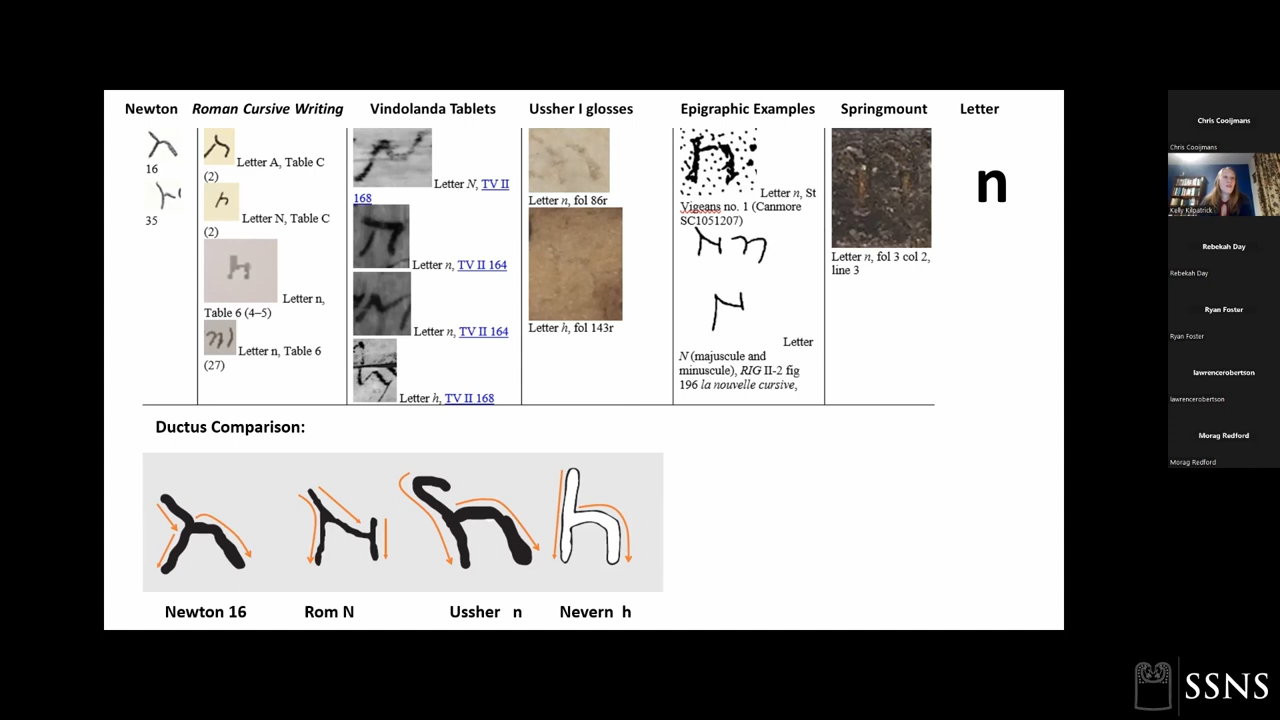 Newton
Roman Cursive Writing
Vindolanda Tablets
Ussher I glosses
Epigraphic Examples
Springmount
Letter
16
35
Letter A, Table C
(2)
Letter N, Table C
(2)
Letter n,
Table 6 (4–5)
Letter n, Table 6
(27)
Letter N, TV II
168
Letter n, TV II 164
Letter n, TV II 164
Letter h, TV II 168
Letter n, fol 86r
Letter h, fol 143r
Letter n, St
Vigeans no. 1 (Canmore
SC1051207)
Letter
N (majuscule and
minuscule), RIG II-2 fig
196 la nouvelle cursive,
Letter n, fol 3 col 2,
line 3
n
Ductus Comparison:
Newton 16
Rom N
Ussher n
Nevern h
Chris Cooijmans
Chris Cooijmans
Kelly Kilpatrick
Rebekah Day
Rebekah Day
Ryan Foster
Ryan Foster
lawrencerobertson
lawrencerobertson
Morag Redford
Morag Redford
SSNS